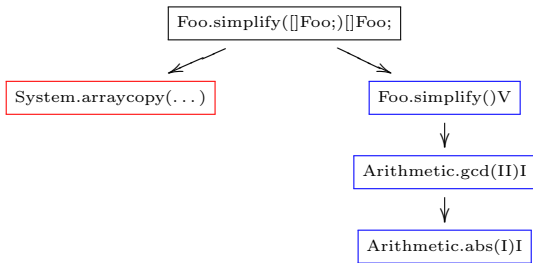 Foo.simplify([]Foo;)[]Foo;
System.arraycopy(...)
Foo.simplify()V
Arithmetic.gcd(II)I
Arithmetic.abs(I)I